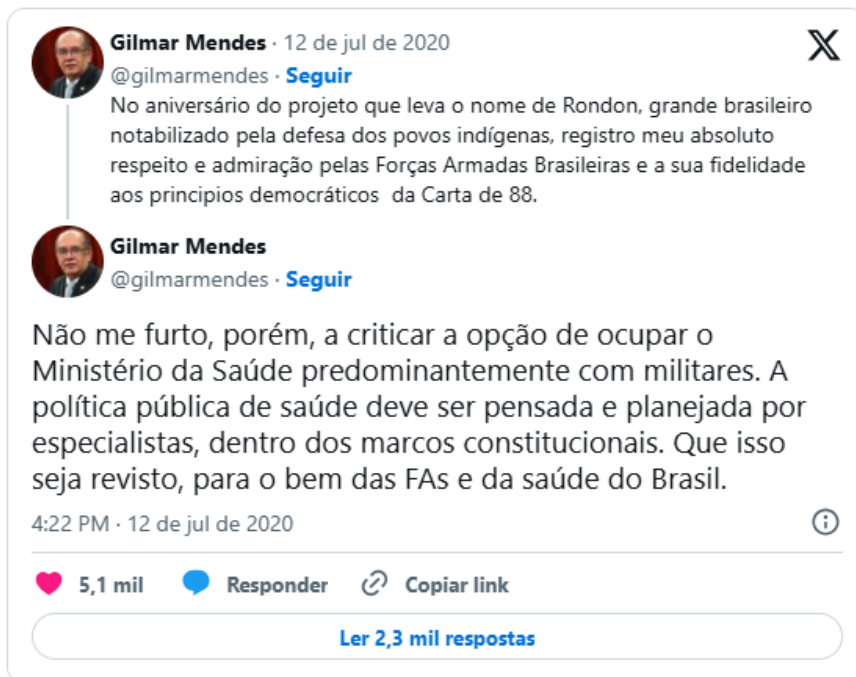 Gilmar Mendes · 12 de jul de 2020
@gilmarmendes · Seguir
No aniversário do projeto que leva o nome de Rondon, grande brasileiro
notabilizado pela defesa dos povos indígenas, registro meu absoluto
respeito e admiração pelas Forças Armadas Brasileiras e a sua fidelidade
aos principios democráticos  da Carta de 88.
Gilmar Mendes
@gilmarmendes · Seguir
Não me furto, porém, a criticar a opção de ocupar o
Ministério da Saúde predominantemente com militares. A
política pública de saúde deve ser pensada e planejada por
especialistas, dentro dos marcos constitucionais. Que isso
seja revisto, para o bem das FAs e da saúde do Brasil.
4:22 PM · 12 de jul de 2020
5,1 mil Responder Copiar link
Ler 2,3 mil respostas